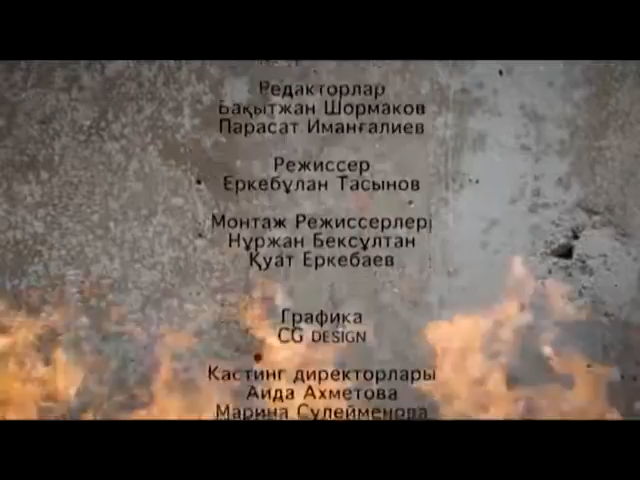 Редакторлар
Бақытжан Шормаков
Парасат Иманғалиев
Режиссер
Еркебұлан Тасынов
Монтаж Режиссерлері
Нұржан Бексұлтан
Қуат Еркебаев
Графика
CG DESIGN
Кастинг директорлары
Аида Ахметова
Марина Сулейменова